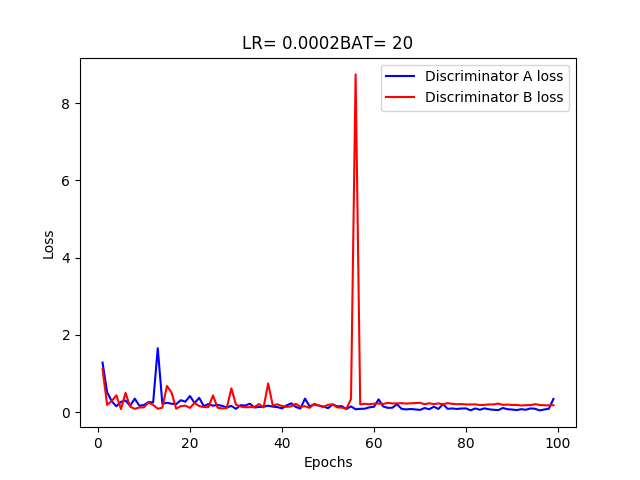 LR= 0.0002BAT= 20
Discriminator A loss
Discriminator B loss
8
6
4
2
0
Loss
0 20 40 60 80 100
Epochs